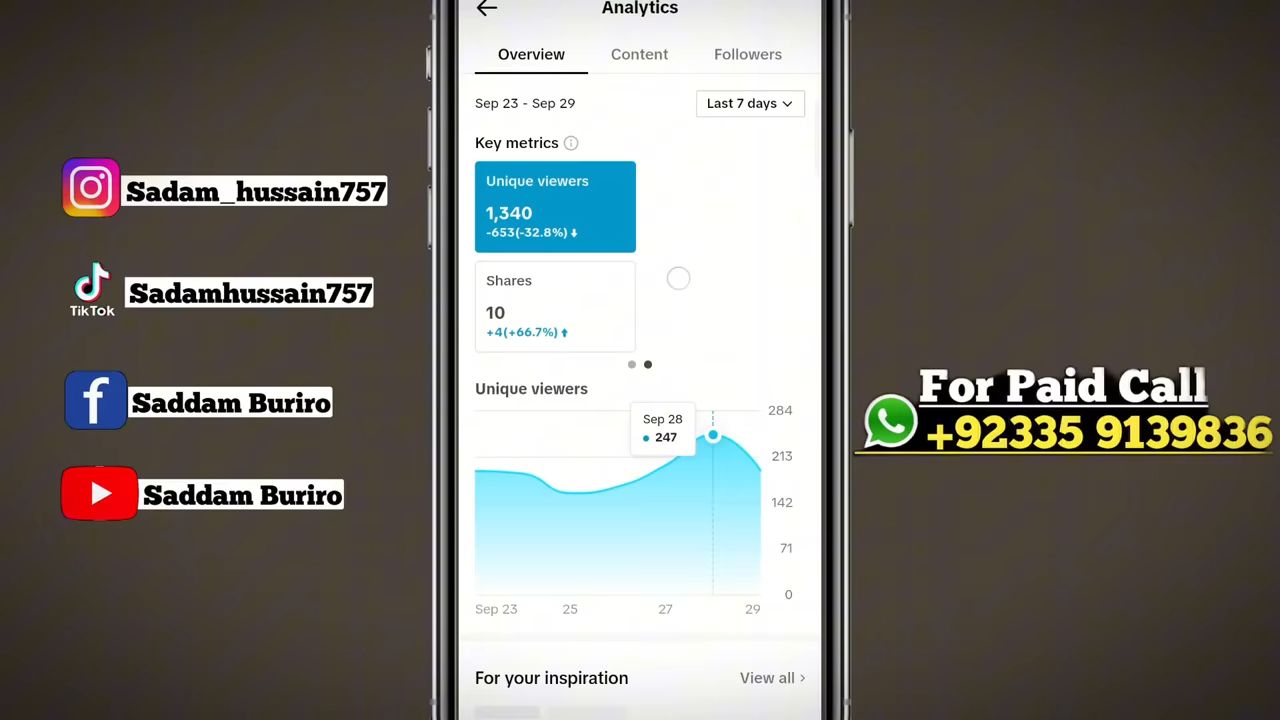 Analytics
Overview
Content
Followers
Sep 23 - Sep 29
Last 7 days
Key metrics
Unique viewers
1,340
-653(-32.8%)
Shares
10
+4(+66.7%)
Unique viewers
Sep 28
247
284
213
142
71
0
Sep 23
25
27
29
For your inspiration
View all
Sadam_hussain757
TikTok
Sadamhussain757
Saddam Buriro
Saddam Buriro
For Paid Call
+92335 9139836